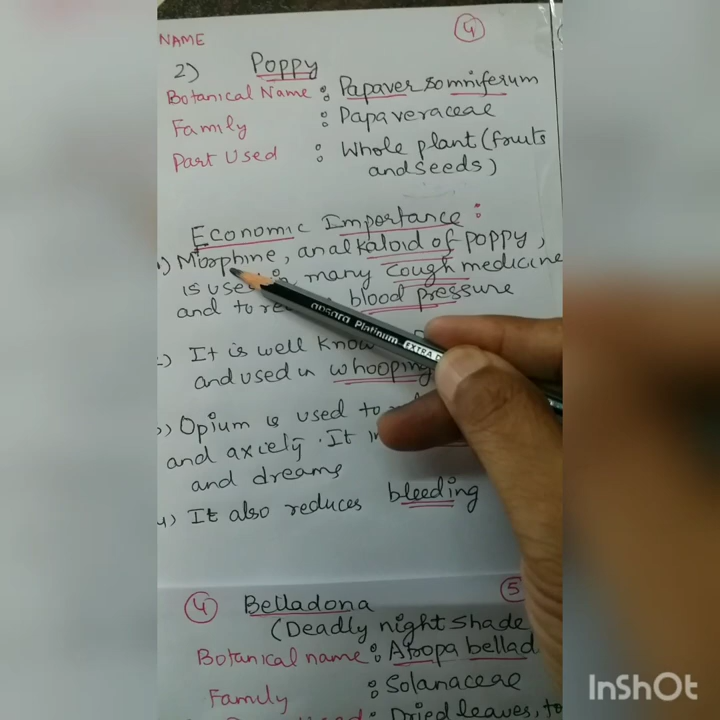 NAME
4
2) Poppy
Botanical Name : Papaver somniferum
Family : Papaveraceae
Part Used : Whole plant (fruits
and seeds)
Economic Importance :
1) Morphine, an alkaloid of poppy,
is used in many cough medicine
and to re blood pressure
It is well know
and used in whooping
Opium is used to
and axciety. It in
and dreams
4) It also reduces bleeding
4 Belladona 5
(Deadly night shade
Botanical name : Atropa bellad
Family : Solanaceae
: Dried leaves, to
apsara Platinum EXTRA D
InShOt